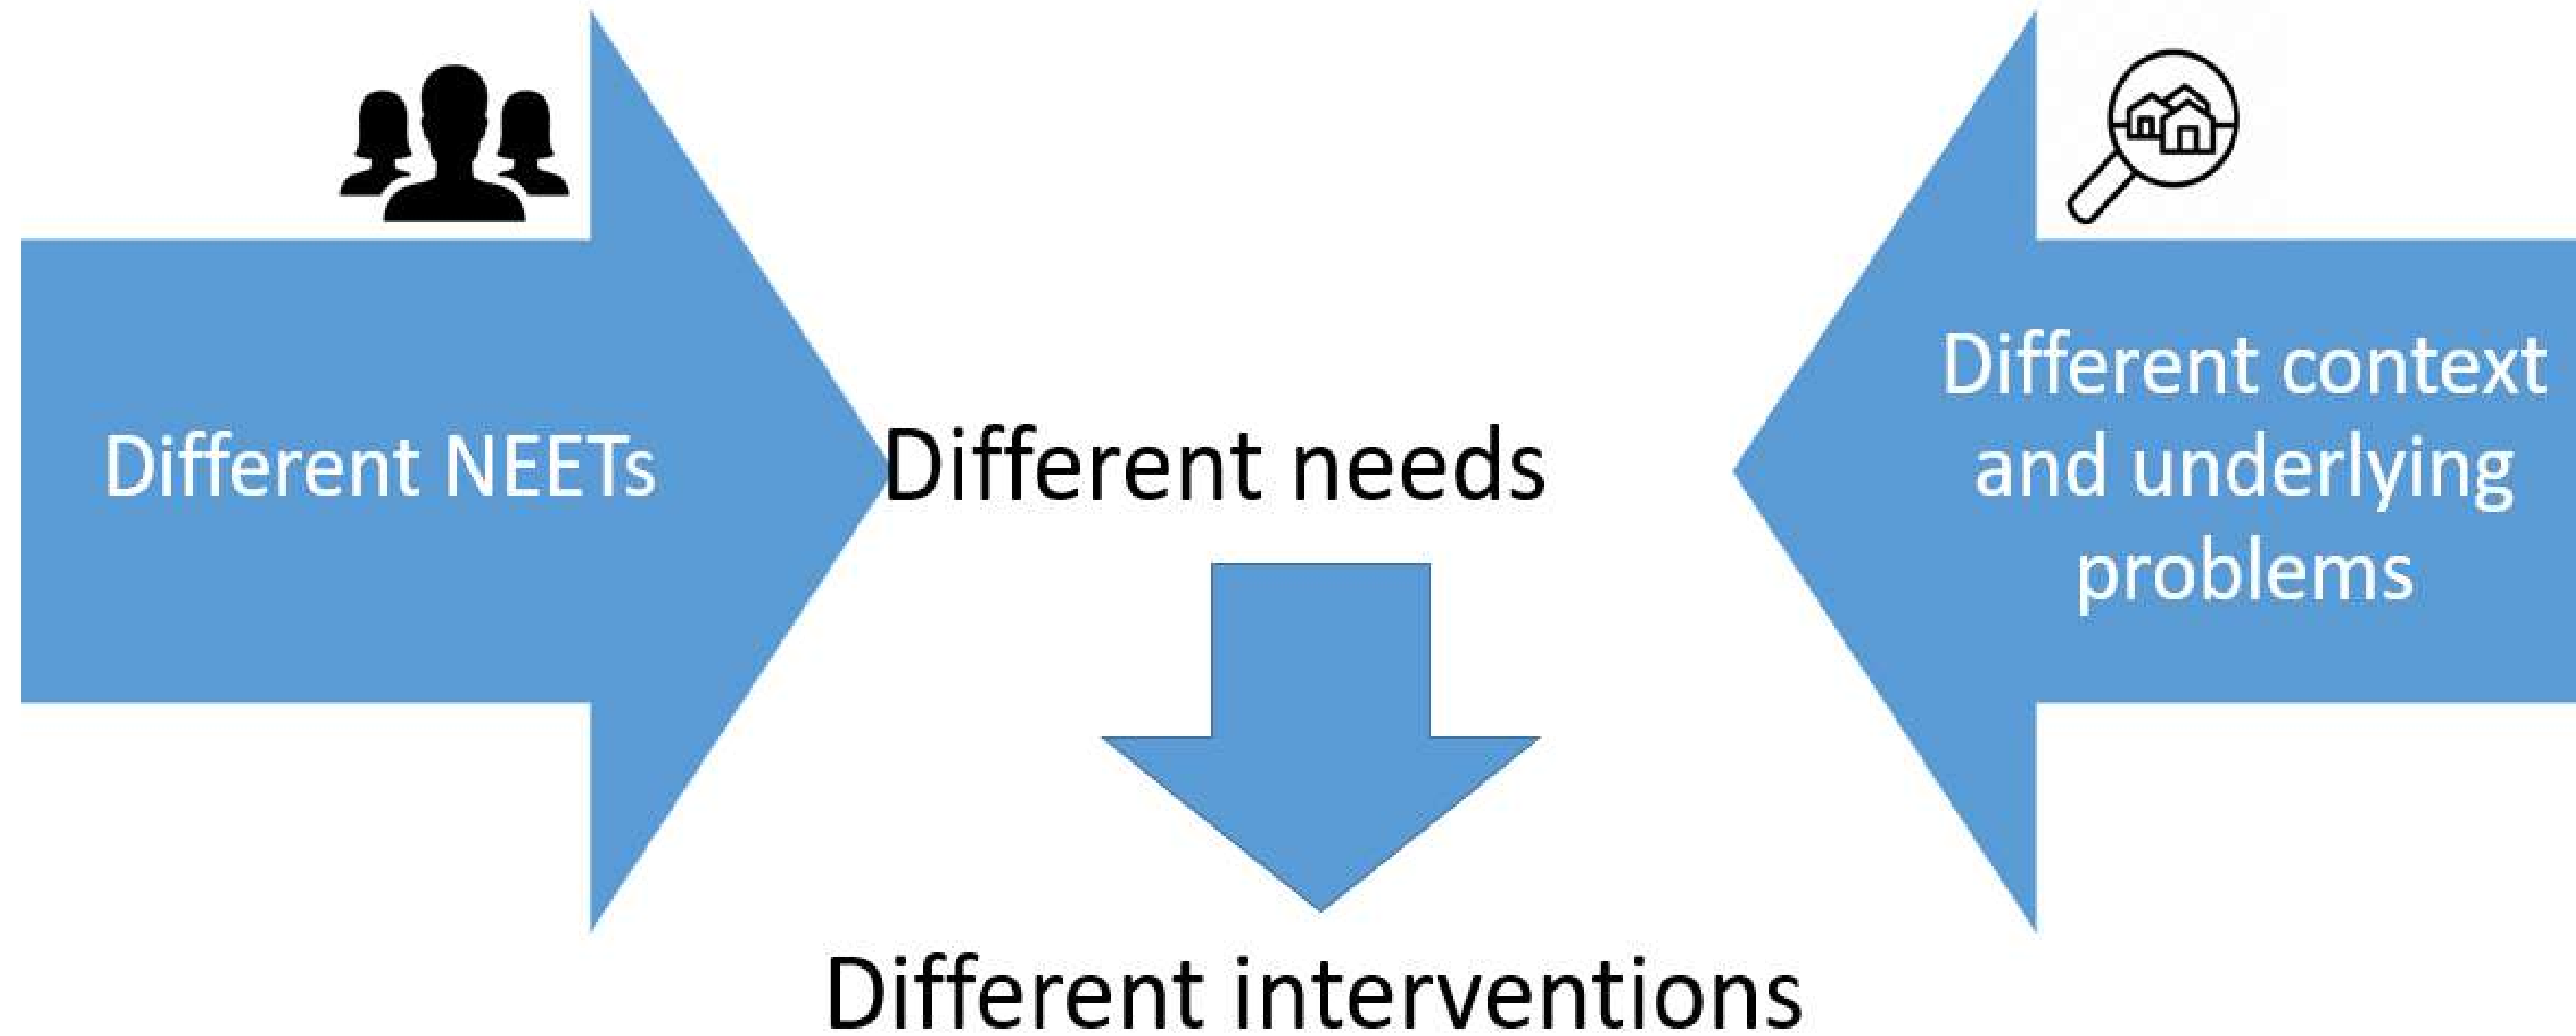 Different NEETs
Different needs
Different context
and underlying
problems
Different interventions